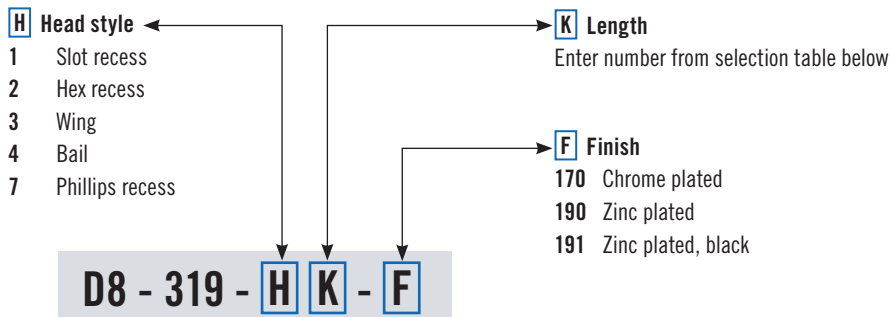 H Head style
1 Slot recess
2 Hex recess
3 Wing
4 Bail
7 Phillips recess
K Length
Enter number from selection table below
F Finish
170 Chrome plated
190 Zinc plated
191 Zinc plated, black
D8 - 319 - H K - F